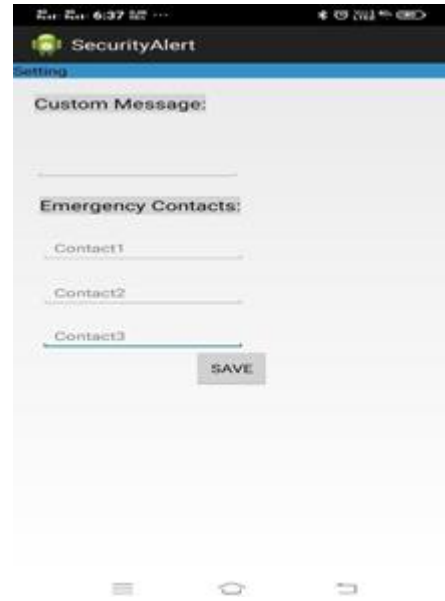 6:37
SecurityAlert
Setting
Custom Message:
Emergency Contacts:
Contact1
Contact2
Contact3
SAVE